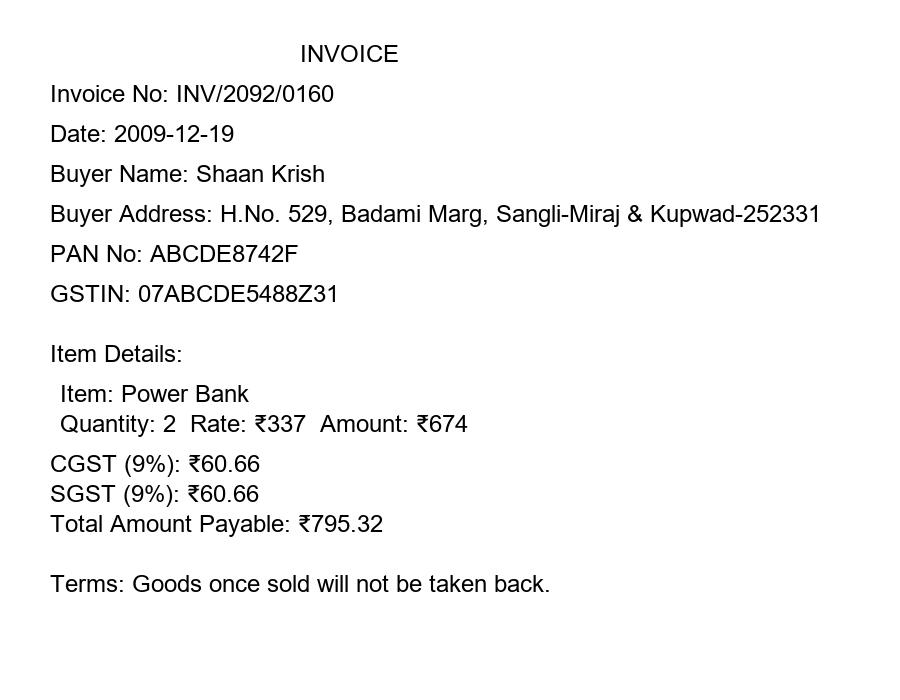 INVOICE
Invoice No: INV/2092/0160
Date: 2009-12-19
Buyer Name: Shaan Krish
Buyer Address: H.No. 529, Badami Marg, Sangli-Miraj & Kupwad-252331
PAN No: ABCDE8742F
GSTIN: 07ABCDE5488Z31
Item Details:
Item: Power Bank
Quantity: 2  Rate: ₹337  Amount: ₹674
CGST (9%): ₹60.66
SGST (9%): ₹60.66
Total Amount Payable: ₹795.32
Terms: Goods once sold will not be taken back.